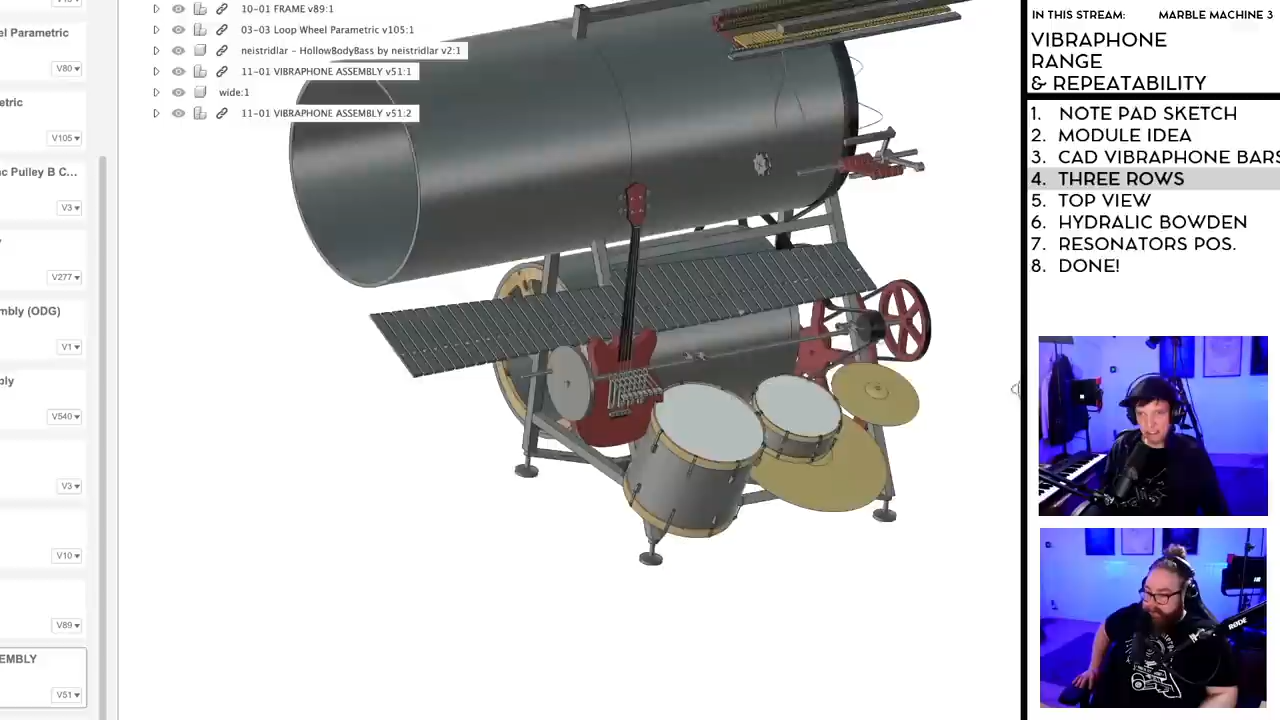 el Parametric
V80
etric
V105
ac Pulley B C...
V3
V277
mbly (ODG)
V1
ply
V540
V3
V10
V89
EMBLY
V51
10-01 FRAME v89:1
03-03 Loop Wheel Parametric v105:1
neistridlar - HollowBodyBass by neistridlar v2:1
11-01 VIBRAPHONE ASSEMBLY v51:1
wide:1
11-01 VIBRAPHONE ASSEMBLY v51:2
IN THIS STREAM: MARBLE MACHINE 3
VIBRAPHONE
RANGE
& REPEATABILITY
1. NOTE PAD SKETCH
2. MODULE IDEA
3. CAD VIBRAPHONE BARS
4. THREE ROWS
5. TOP VIEW
6. HYDRALIC BOWDEN
7. RESONATORS POS.
8. DONE!
RODE